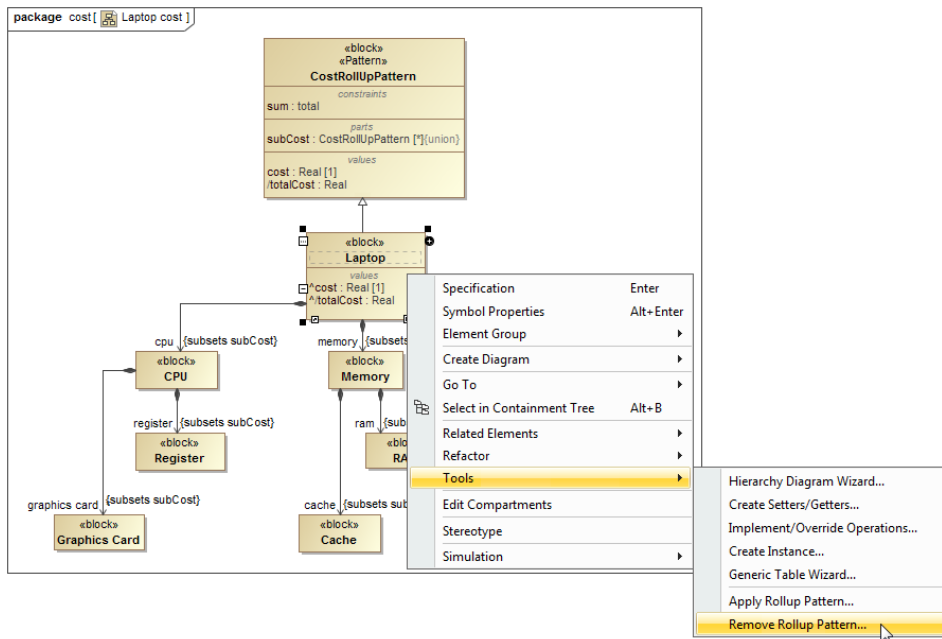 package cost[ Laptop cost ]
«block»
«Pattern»
CostRollUpPattern
constraints
sum : total
parts
subCost : CostRollUpPattern [*]{union}
values
cost : Real [1]
/totalCost : Real
«block»
Laptop
values
^cost : Real [1]
^/totalCost : Real
cpu {subsets subCost}
memory {subsets
«block»
CPU
«block»
Memory
register {subsets subCost}
ram {sub
«block»
Register
«blo
RA
graphics card {subsets subCost}
cache {subsets sub
«block»
Graphics Card
«block»
Cache
Specification Enter
Symbol Properties Alt+Enter
Element Group
Create Diagram
Go To
Select in Containment Tree Alt+B
Related Elements
Refactor
Tools
Edit Compartments
Stereotype
Simulation
Hierarchy Diagram Wizard...
Create Setters/Getters...
Implement/Override Operations...
Create Instance...
Generic Table Wizard...
Apply Rollup Pattern...
Remove Rollup Pattern...